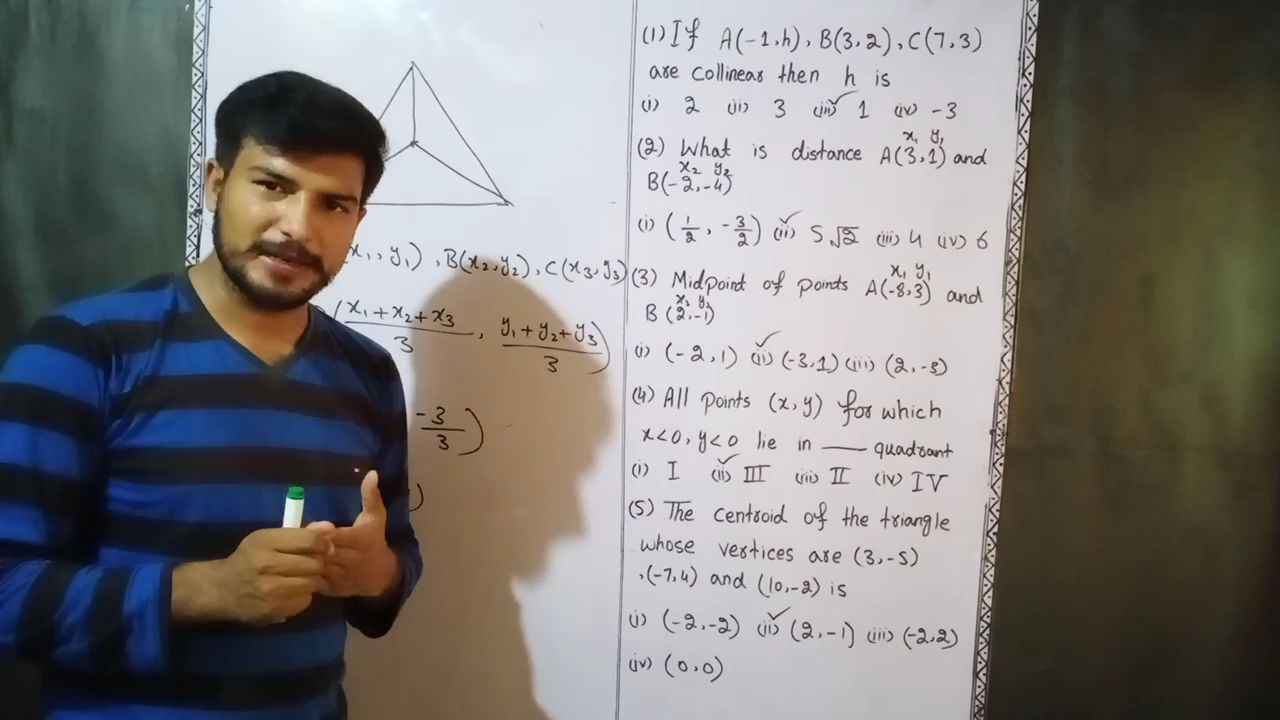 x₁, y₁), B(x₂, y₂), C(x₃, y₃)
(x₁ + x₂ + x₃ / 3, y₁ + y₂ + y₃ / 3)
-3/3)
)
(1) If A(-1, h), B(3, 2), C(7, 3)
are collinear then h is
(i) 2 (ii) 3 (iii) ✓ 1 (iv) -3
x₁ y₁
(2) What is distance A(3, 1) and
x₂ y₂
B(-2, -4)
(i) (1/2, -3/2) (ii) ✓ 5√2 (iii) 4 (iv) 6
x₁ y₁
(3) Midpoint of points A(-8, 3) and
x₂ y₂
B(2, -1)
(i) (-2, 1) (ii) ✓ (-3, 1) (iii) (2, -3)
(4) All points (x, y) for which
x<0, y<0 lie in ___ quadrant
(i) I (ii) ✓ III (iii) II (iv) IV
(5) The centroid of the triangle
whose vertices are (3, -5)
, (-7, 4) and (10, -2) is
(i) (-2, -2) (ii) ✓ (2, -1) (iii) (-2, 2)
(iv) (0, 0)